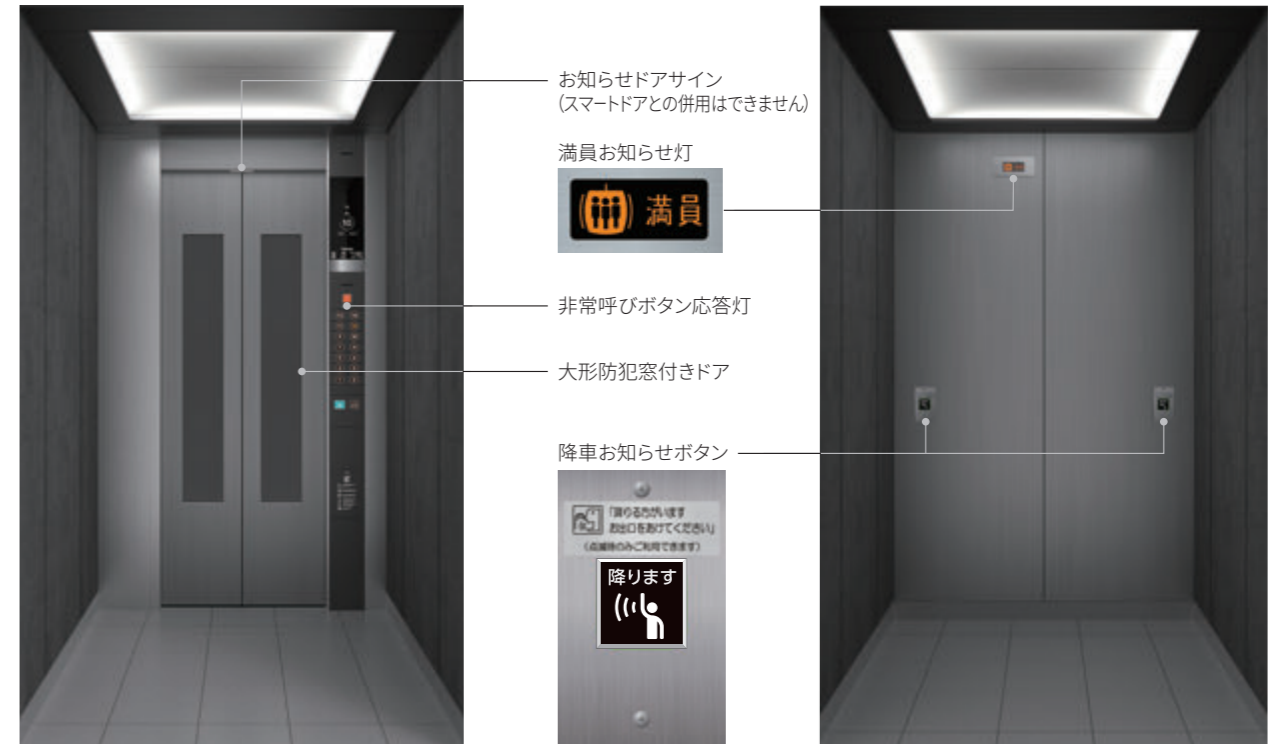 お知らせドアサイン
(スマートドアとの併用はできません)
満員お知らせ灯
満員
非常呼びボタン応答灯
大形防犯窓付きドア
降車お知らせボタン
「降りる方がいます
お出口をあけてください」
(点灯時のみご利用できます)
降ります